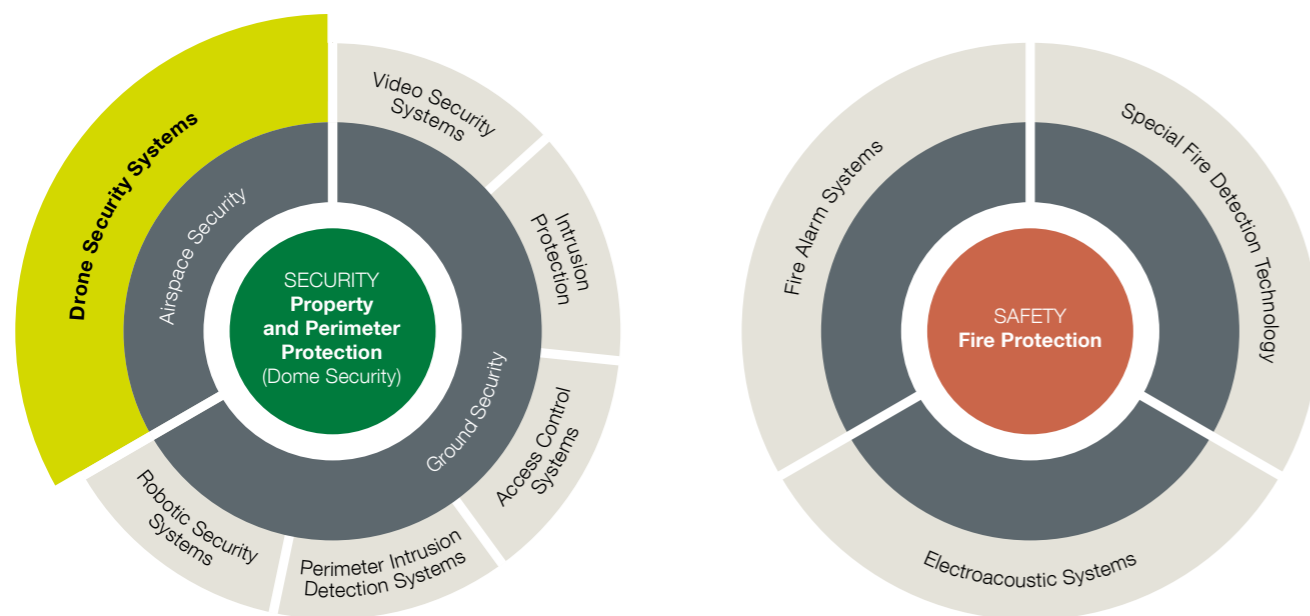 Drone Security Systems
Airspace Security
Video Security
Systems
Intrusion
Protection
Access Control
Systems
Perimeter Intrusion
Detection Systems
Robotic Security
Systems
Ground Security
SECURITY
Property
and Perimeter
Protection
(Dome Security)
Fire Alarm Systems
Special Fire Detection Technology
Electroacoustic Systems
SAFETY
Fire Protection